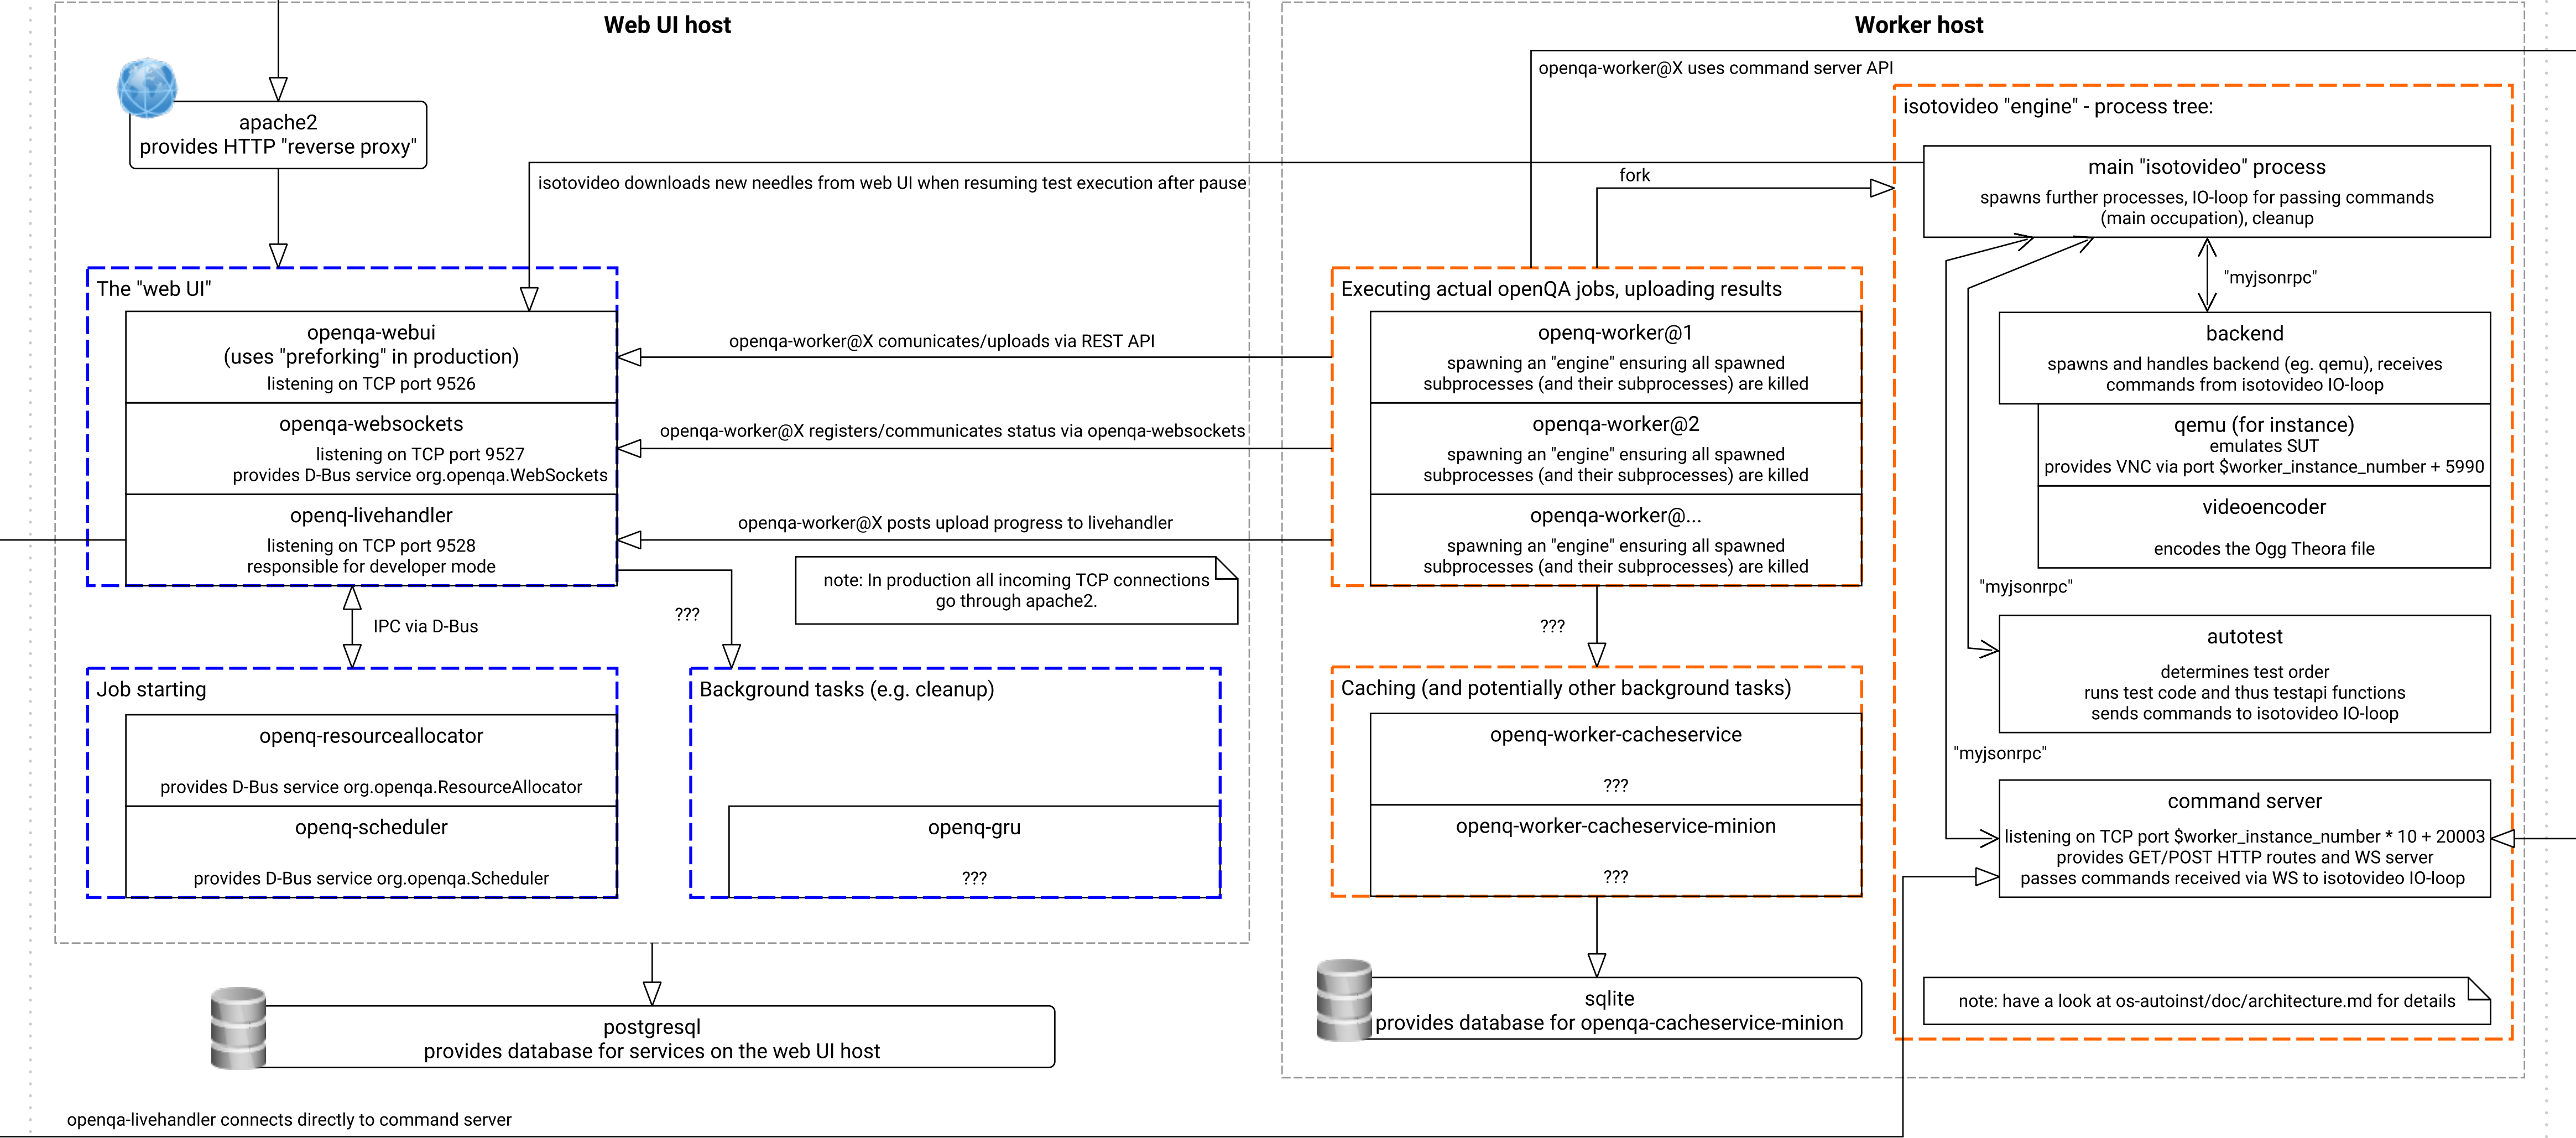 Web UI host
apache2
provides HTTP "reverse proxy"
isotovideo downloads new needles from web UI when resuming test execution after pause
The "web UI"
openqa-webui
(uses "preforking" in production)
listening on TCP port 9526
openqa-websockets
listening on TCP port 9527
provides D-Bus service org.openqa.WebSockets
openq-livehandler
listening on TCP port 9528
responsible for developer mode
openqa-worker@X comunicates/uploads via REST API
openqa-worker@X registers/communicates status via openqa-websockets
openqa-worker@X posts upload progress to livehandler
note: In production all incoming TCP connections
go through apache2.
IPC via D-Bus
???
Job starting
openq-resourceallocator
provides D-Bus service org.openqa.ResourceAllocator
openq-scheduler
provides D-Bus service org.openqa.Scheduler
Background tasks (e.g. cleanup)
openq-gru
???
postgresql
provides database for services on the web UI host
openqa-livehandler connects directly to command server
Worker host
openqa-worker@X uses command server API
fork
Executing actual openQA jobs, uploading results
openq-worker@1
spawning an "engine" ensuring all spawned
subprocesses (and their subprocesses) are killed
openqa-worker@2
spawning an "engine" ensuring all spawned
subprocesses (and their subprocesses) are killed
openqa-worker@...
spawning an "engine" ensuring all spawned
subprocesses (and their subprocesses) are killed
???
Caching (and potentially other background tasks)
openq-worker-cacheservice
???
openq-worker-cacheservice-minion
???
sqlite
provides database for openqa-cacheservice-minion
isotovideo "engine" - process tree:
main "isotovideo" process
spawns further processes, IO-loop for passing commands
(main occupation), cleanup
"myjsonrpc"
backend
spawns and handles backend (eg. qemu), receives
commands from isotovideo IO-loop
qemu (for instance)
emulates SUT
provides VNC via port $worker_instance_number + 5990
videoencoder
encodes the Ogg Theora file
"myjsonrpc"
autotest
determines test order
runs test code and thus testapi functions
sends commands to isotovideo IO-loop
"myjsonrpc"
command server
listening on TCP port $worker_instance_number * 10 + 20003
provides GET/POST HTTP routes and WS server
passes commands received via WS to isotovideo IO-loop
note: have a look at os-autoinst/doc/architecture.md for details